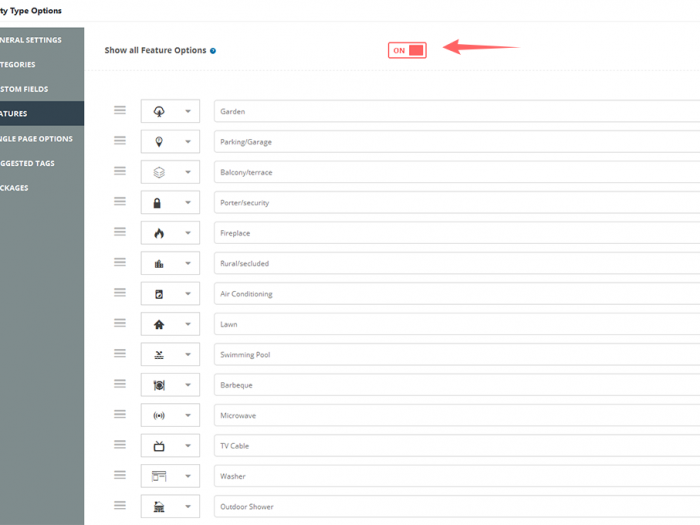 ty Type Options
NERAL SETTINGS
TEGORIES
STOM FIELDS
ATURES
NGLE PAGE OPTIONS
GGESTED TAGS
CKAGES
Show all Feature Options ?
ON
Garden
Parking/Garage
Balcony/terrace
Porter/security
Fireplace
Rural/secluded
Air Conditioning
Lawn
Swimming Pool
Barbeque
Microwave
TV Cable
Washer
Outdoor Shower